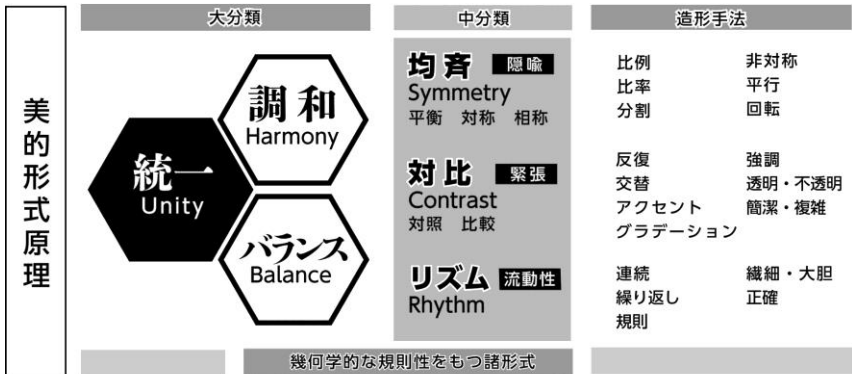 美的形式原理
大分類
統一
Unity
調和
Harmony
バランス
Balance
中分類
均斉 隠喩
Symmetry
平衡 対称 相称
対比 緊張
Contrast
対照 比較
リズム 流動性
Rhythm
造形手法
比例 非対称
比率 平行
分割 回転
反復 強調
交替 透明・不透明
アクセント 簡潔・複雑
グラデーション
連続 繊細・大胆
繰り返し 正確
規則
幾何学的な規則性をもつ諸形式